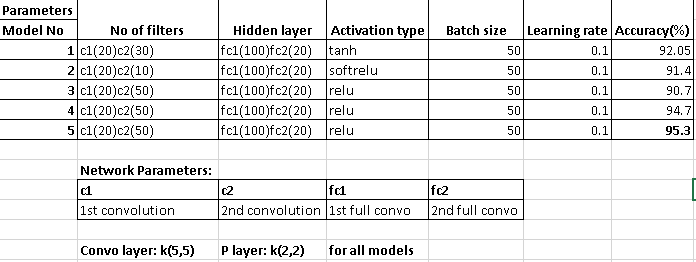 Parameters
Model No No of filters Hidden layer Activation type Batch size Learning rate Accuracy(%)
1 c1(20)c2(30) fc1(100)fc2(20) tanh 50 0.1 92.05
2 c1(20)c2(10) fc1(100)fc2(20) softrelu 50 0.1 91.4
3 c1(20)c2(50) fc1(100)fc2(20) relu 50 0.1 90.7
4 c1(20)c2(50) fc1(100)fc2(20) relu 50 0.1 94.7
5 c1(20)c2(50) fc1(100)fc2(20) relu 50 0.1 95.3
Network Parameters:
c1 c2 fc1 fc2
1st convolution 2nd convolution 1st full convo 2nd full convo
Convo layer: k(5,5) P layer: k(2,2) for all models